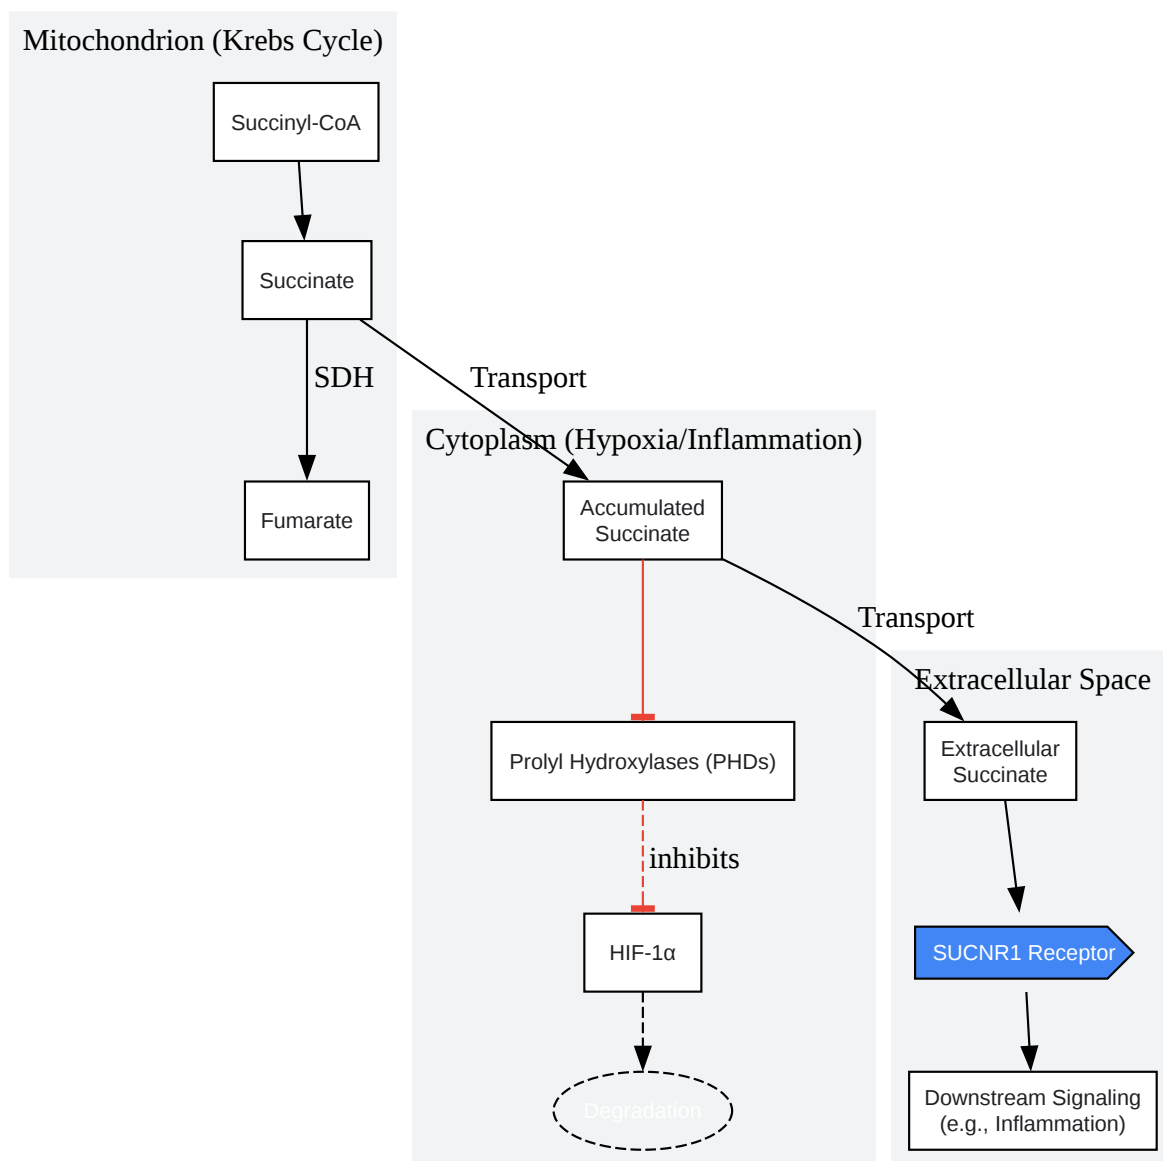 Mitochondrion (Krebs Cycle)
Succinyl-CoA
Succinate
SDH
Transport
Fumarate
Cytoplasm (Hypoxia/Inflammation)
Accumulated
Succinate
Transport
Prolyl Hydroxylases (PHDs)
inhibits
HIF-1α
Degradation
Extracellular Space
Extracellular
Succinate
SUCNR1 Receptor
Downstream Signaling
(e.g., Inflammation)